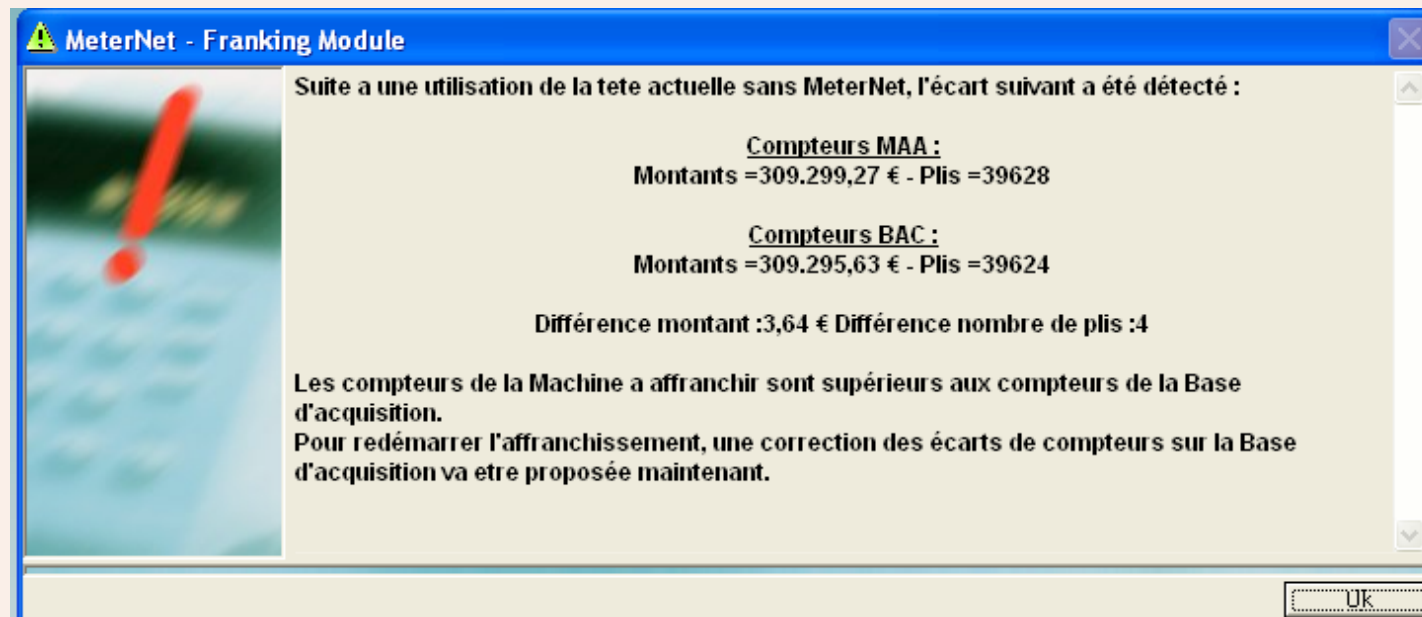 MeterNet - Franking Module
Suite a une utilisation de la tete actuelle sans MeterNet, l'écart suivant a été détecté :
Compteurs MAA :
Montants =309.299,27 € - Plis =39628
Compteurs BAC :
Montants =309.295,63 € - Plis =39624
Différence montant :3,64 € Différence nombre de plis :4
Les compteurs de la Machine a affranchir sont supérieurs aux compteurs de la Base
d'acquisition.
Pour redémarrer l'affranchissement, une correction des écarts de compteurs sur la Base
d'acquisition va etre proposée maintenant.
Ok